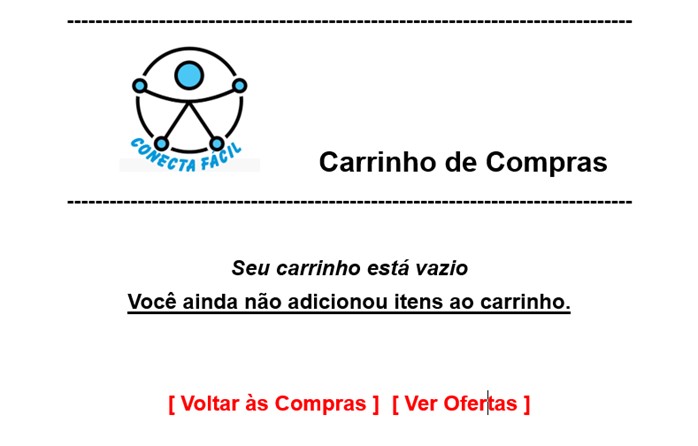 --------------------------------------------------------------------------------
CONECTA FÁCIL
Carrinho de Compras
--------------------------------------------------------------------------------
Seu carrinho está vazio
Você ainda não adicionou itens ao carrinho.
[ Voltar às Compras ] [ Ver Ofertas ]